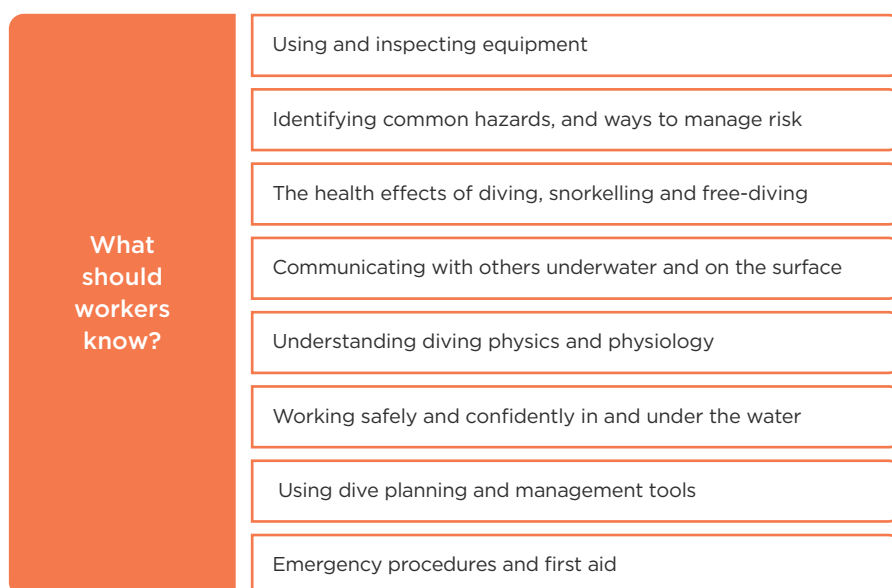 What
should
workers
know?
Using and inspecting equipment
Identifying common hazards, and ways to manage risk
The health effects of diving, snorkelling and free-diving
Communicating with others underwater and on the surface
Understanding diving physics and physiology
Working safely and confidently in and under the water
Using dive planning and management tools
Emergency procedures and first aid